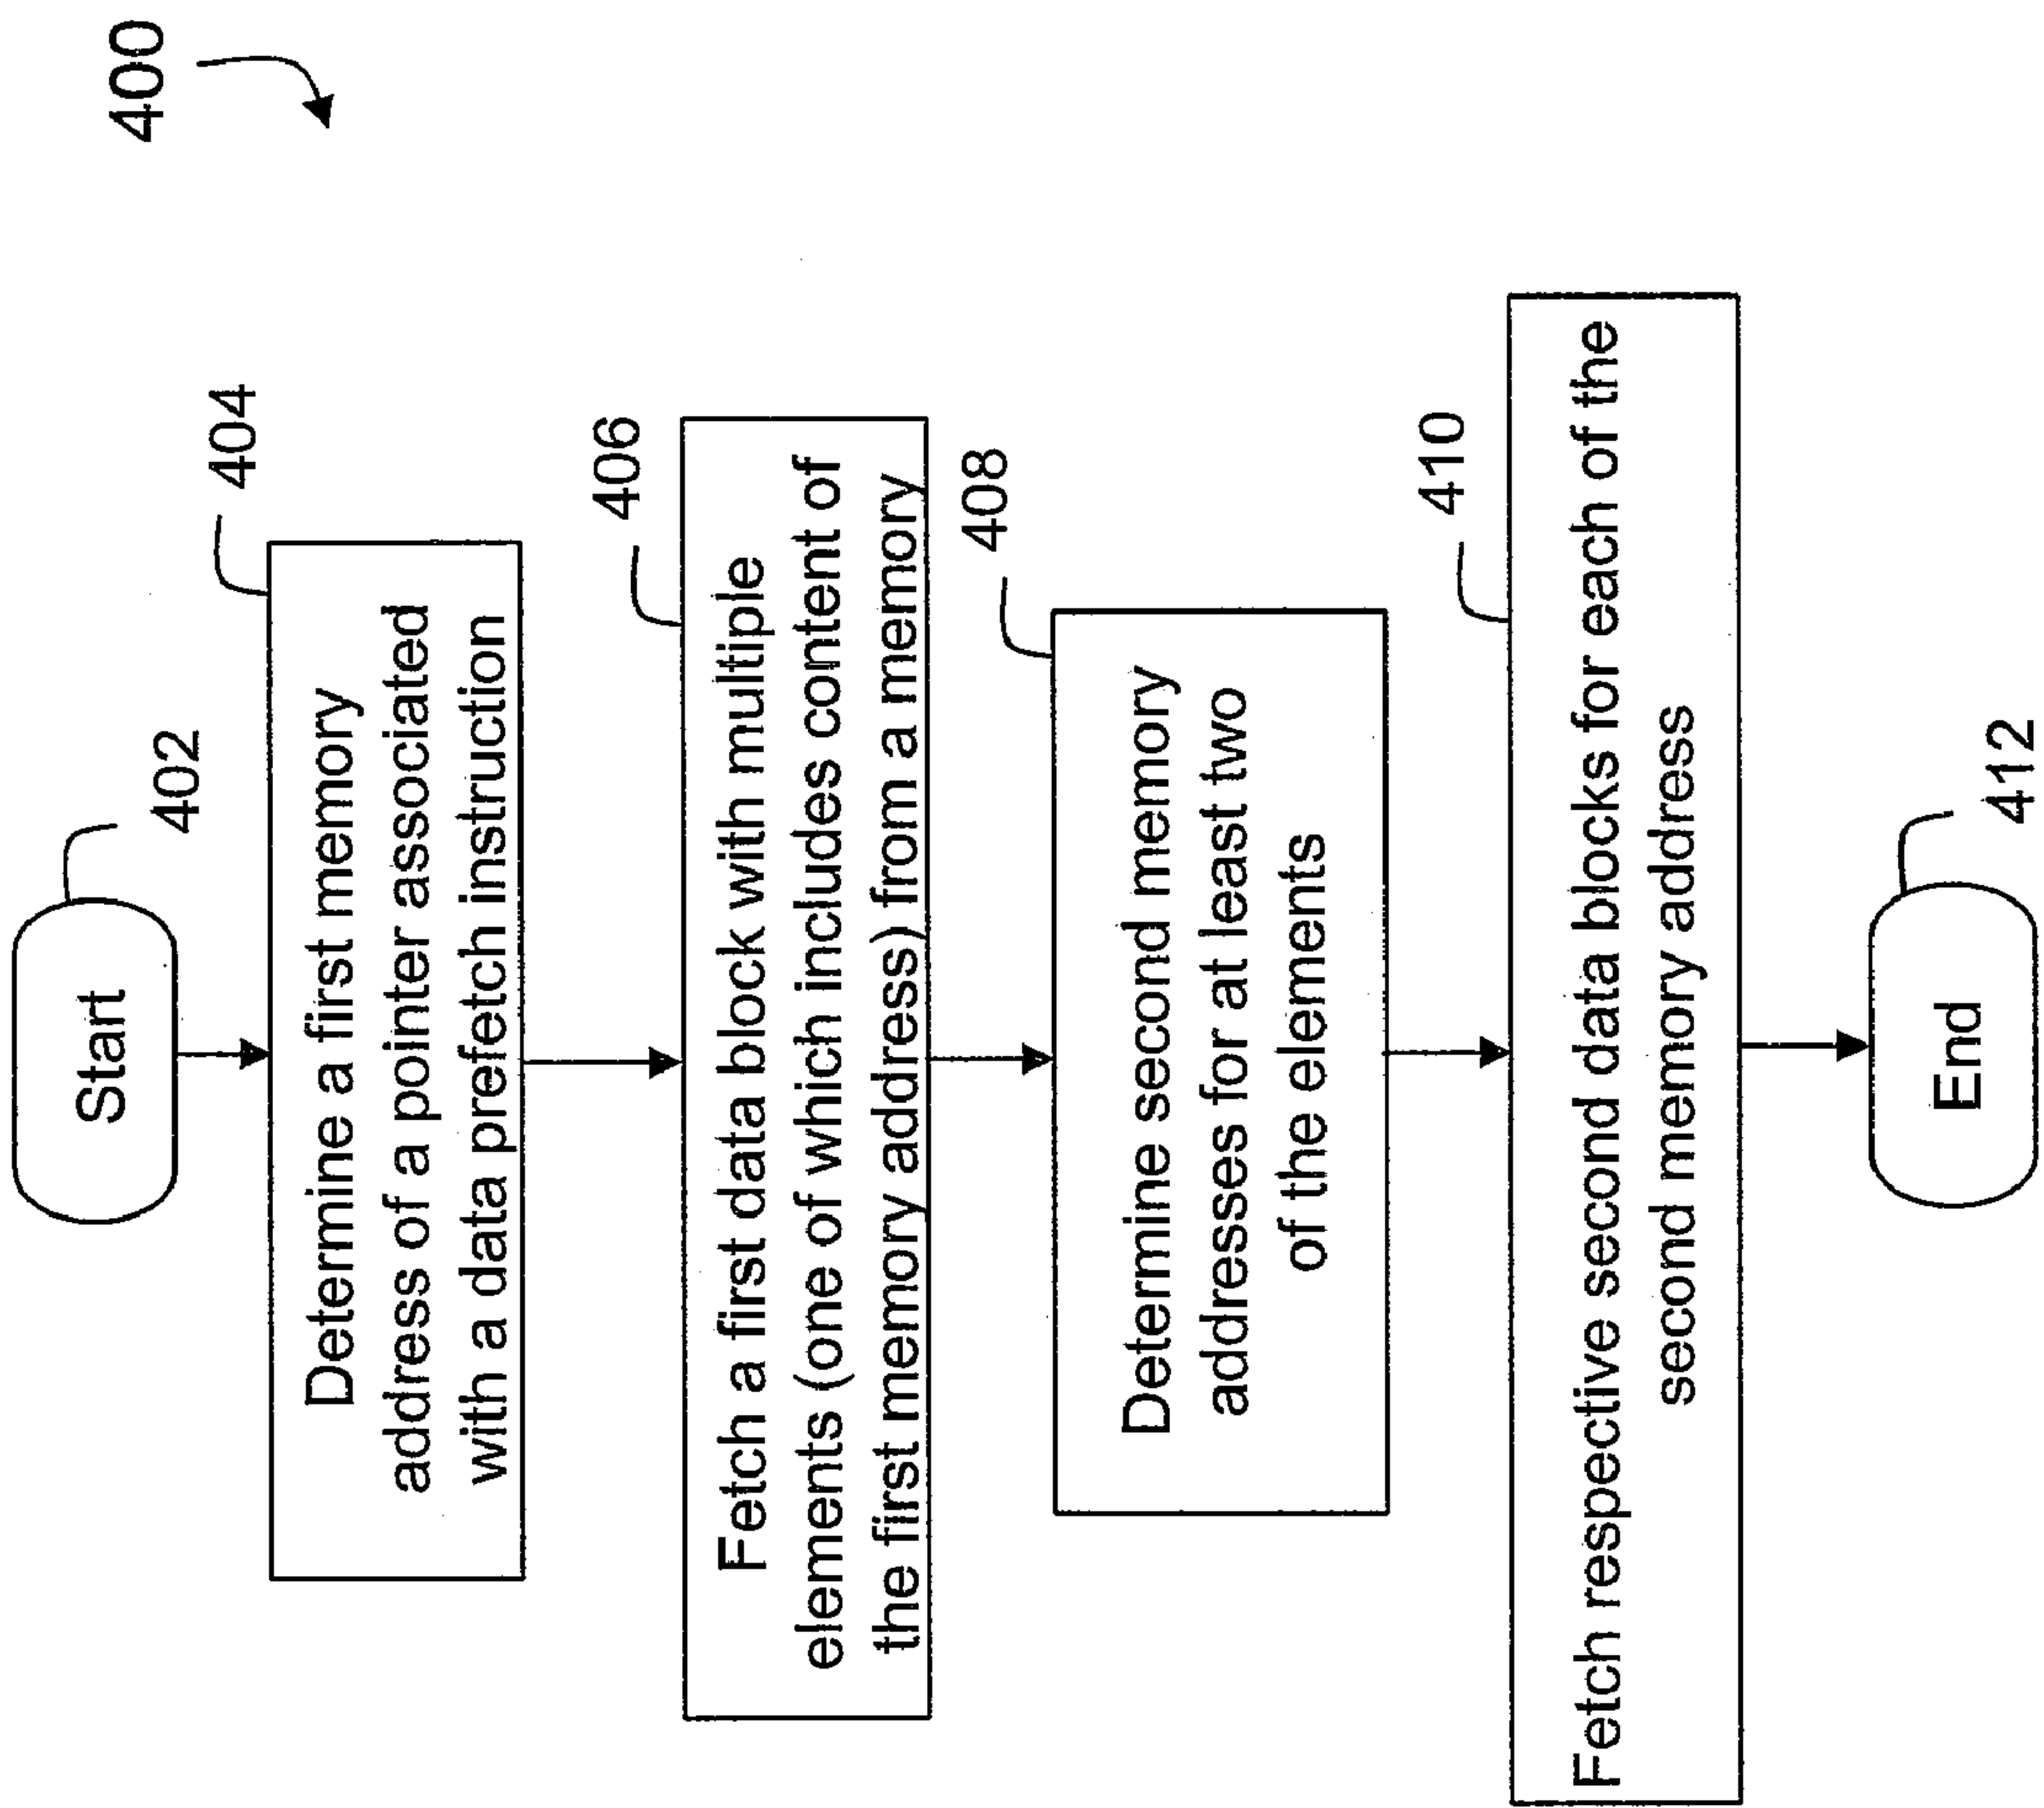 400
Start
402
404
Determine a first memory
address of a pointer associated
with a data prefetch instruction
406
Fetch a first data block with multiple
elements (one of which includes content of
the first memory address) from a memory
408
Determine second memory
addresses for at least two
of the elements
410
Fetch respective second data blocks for each of the
second memory address
End
412